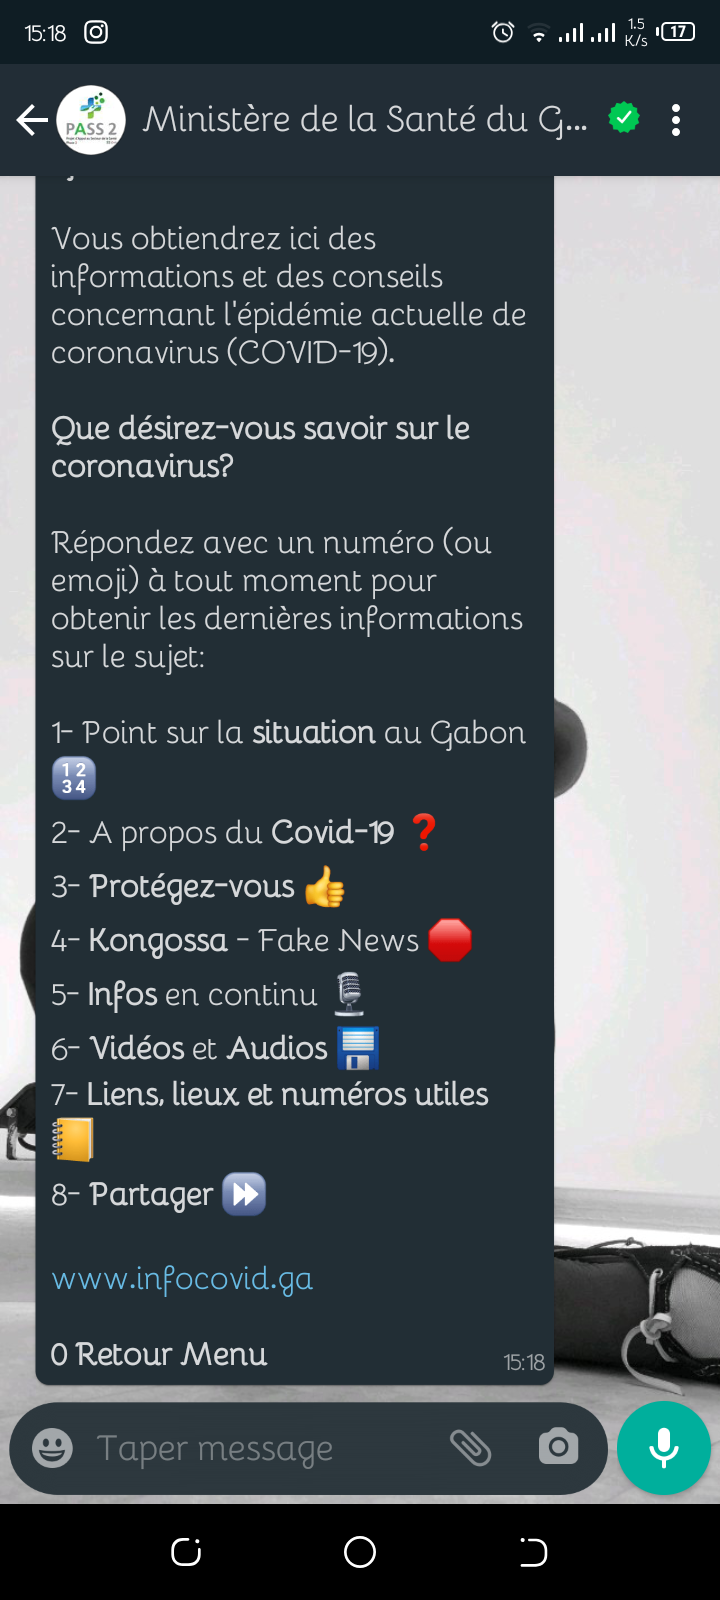 15:18
1.5
K/s
17
PASS 2
Ministère de la Santé du G...
Vous obtiendrez ici des
informations et des conseils
concernant l'épidémie actuelle de
coronavirus (COVID-19).
Que désirez-vous savoir sur le
coronavirus?
Répondez avec un numéro (ou
emoji) à tout moment pour
obtenir les dernières informations
sur le sujet:
1- Point sur la situation au Gabon
🔢
2- A propos du Covid-19 ❓
3- Protégez-vous 👍
4- Kongossa - Fake News 🛑
5- Infos en continu 🎙
6- Vidéos et Audios 💾
7- Liens, lieux et numéros utiles
📒
8- Partager ⏩
www.infocovid.ga
0 Retour Menu
15:18
Taper message